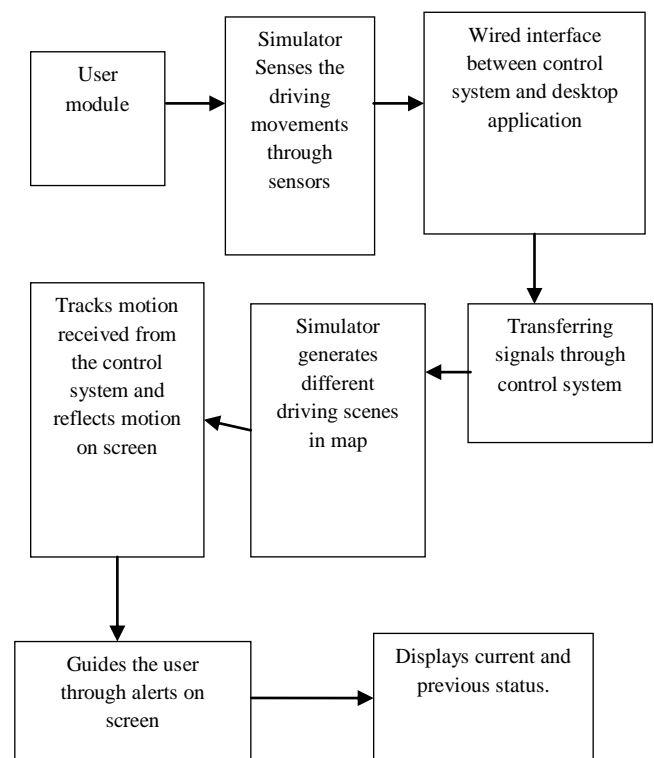 User
module
Simulator
Senses the
driving
movements
through
sensors
Wired interface
between control
system and desktop
application
Transferring
signals through
control system
Simulator
generates
different
driving scenes
in map
Tracks motion
received from
the control
system and
reflects motion
on screen
Guides the user
through alerts on
screen
Displays current and
previous status.